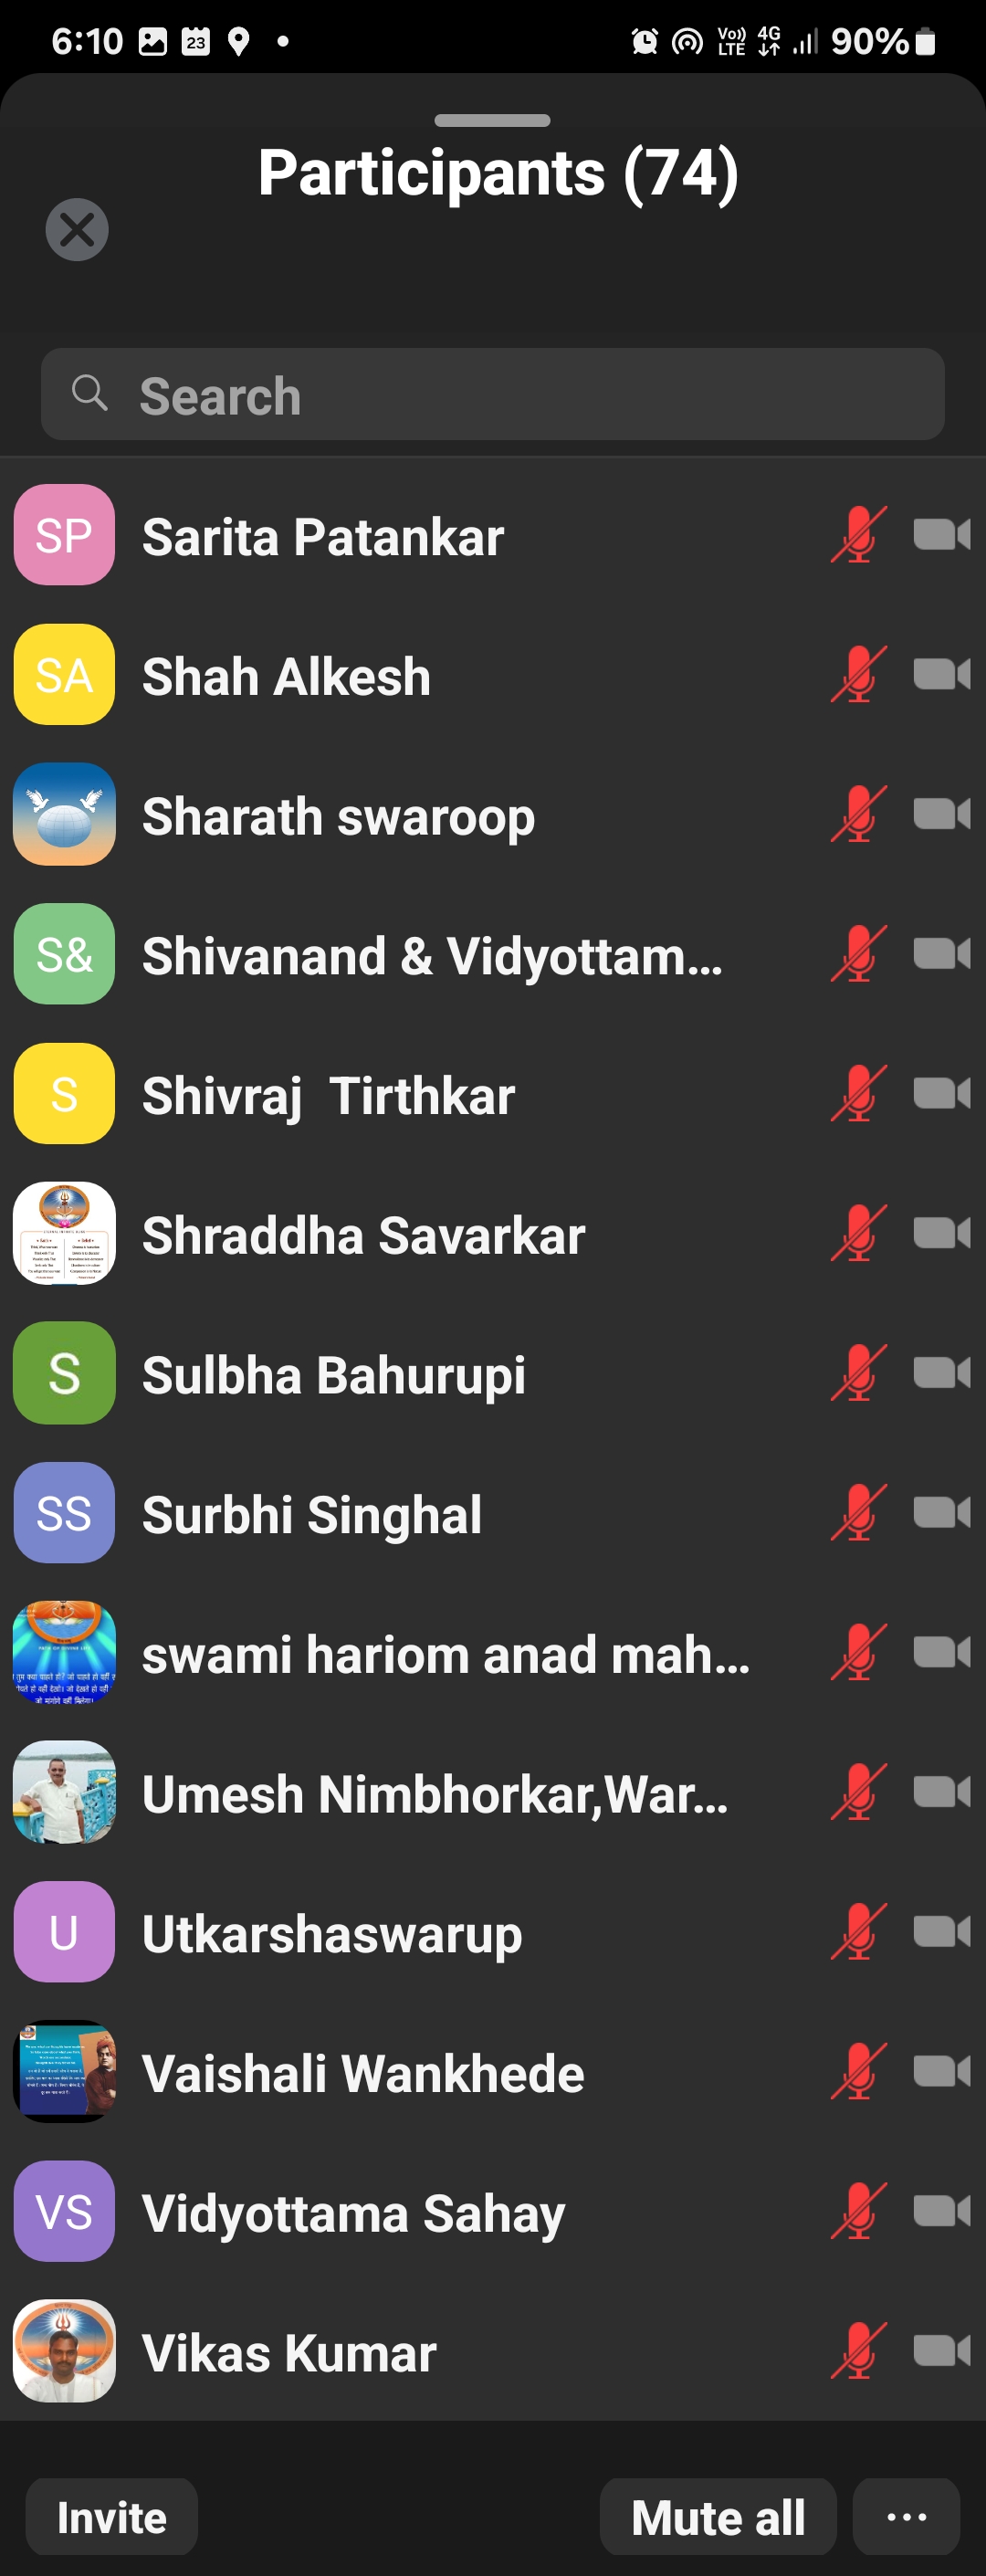 6:10 23 Vo)) LTE 4G 90%
Participants (74)
Search
SP Sarita Patankar
SA Shah Alkesh
Sharath swaroop
S& Shivanand & Vidyottam...
S Shivraj  Tirthkar
Shraddha Savarkar
S Sulbha Bahurupi
SS Surbhi Singhal
swami hariom anad mah...
Umesh Nimbhorkar,War...
U Utkarshaswarup
Vaishali Wankhede
VS Vidyottama Sahay
Vikas Kumar
Invite Mute all ...